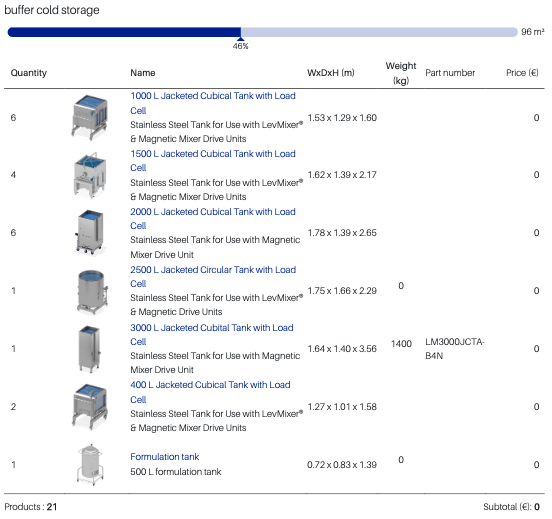 buffer cold storage
96 m²
46%
Quantity Name WxDxH (m) Weight (kg) Part number Price (€)
6 1000 L Jacketed Cubical Tank with Load Cell 1.53 x 1.29 x 1.60 0
Stainless Steel Tank for Use with LevMixer®
& Magnetic Mixer Drive Units
4 1500 L Jacketed Cubical Tank with Load Cell 1.62 x 1.39 x 2.17 0
Stainless Steel Tank for Use with LevMixer®
& Magnetic Mixer Drive Units
6 2000 L Jacketed Cubical Tank with Load Cell 1.78 x 1.39 x 2.65 0
Stainless Steel Tank for Use with Magnetic
Mixer Drive Unit
1 2500 L Jacketed Circular Tank with Load Cell 1.75 x 1.66 x 2.29 0 0
Stainless Steel Tank for Use with LevMixer®
& Magnetic Drive Units
1 3000 L Jacketed Cubital Tank with Load Cell 1.64 x 1.40 x 3.56 1400 LM3000JCTA-B4N 0
Stainless Steel Tank for Use with Magnetic
Mixer Drive Unit
2 400 L Jacketed Cubical Tank with Load Cell 1.27 x 1.01 x 1.58 0
Stainless Steel Tank for Use with LevMixer®
& Magnetic Mixer Drive Units
1 Formulation tank 0.72 x 0.83 x 1.39 0 0
500 L formulation tank
Products : 21 Subtotal (€): 0